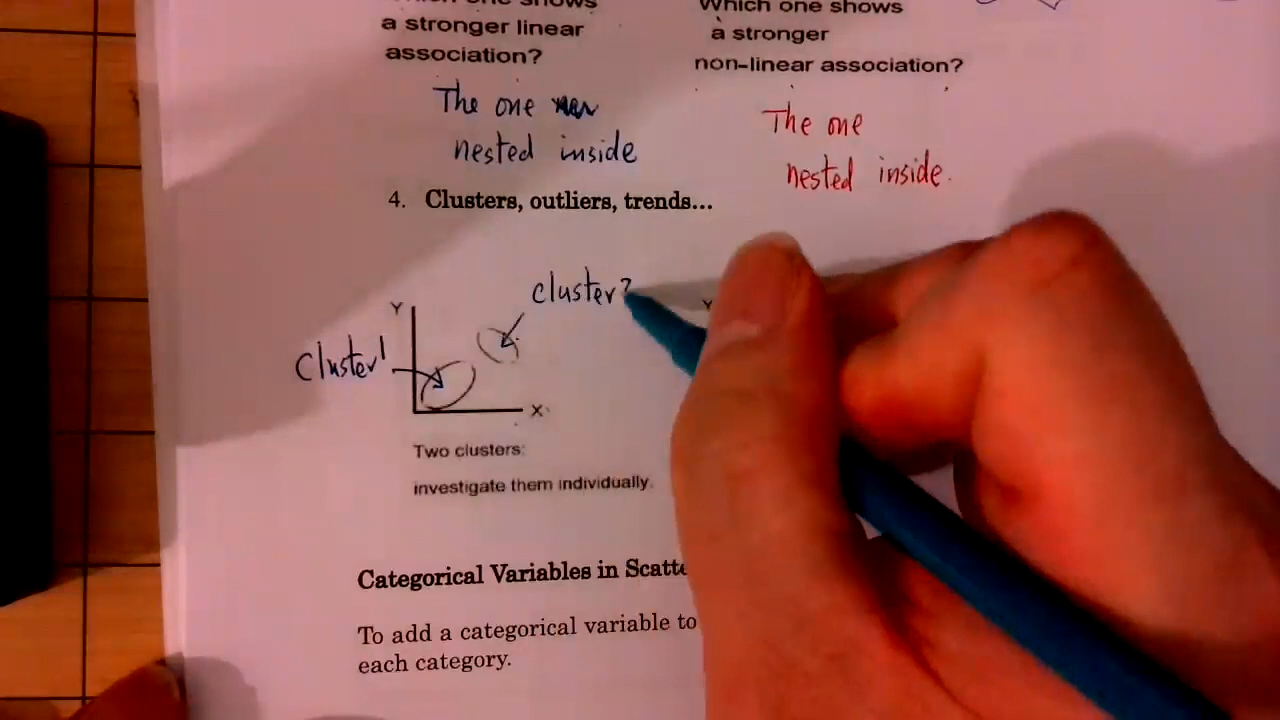 a stronger linear
association?
The one
nested inside
Which one shows
a stronger
non-linear association?
The one
nested inside.
4. Clusters, outliers, trends...
cluster2
Cluster1
Y
X
Y
Two clusters:
investigate them individually.
Categorical Variables in
To add a categorical variable to
each category.